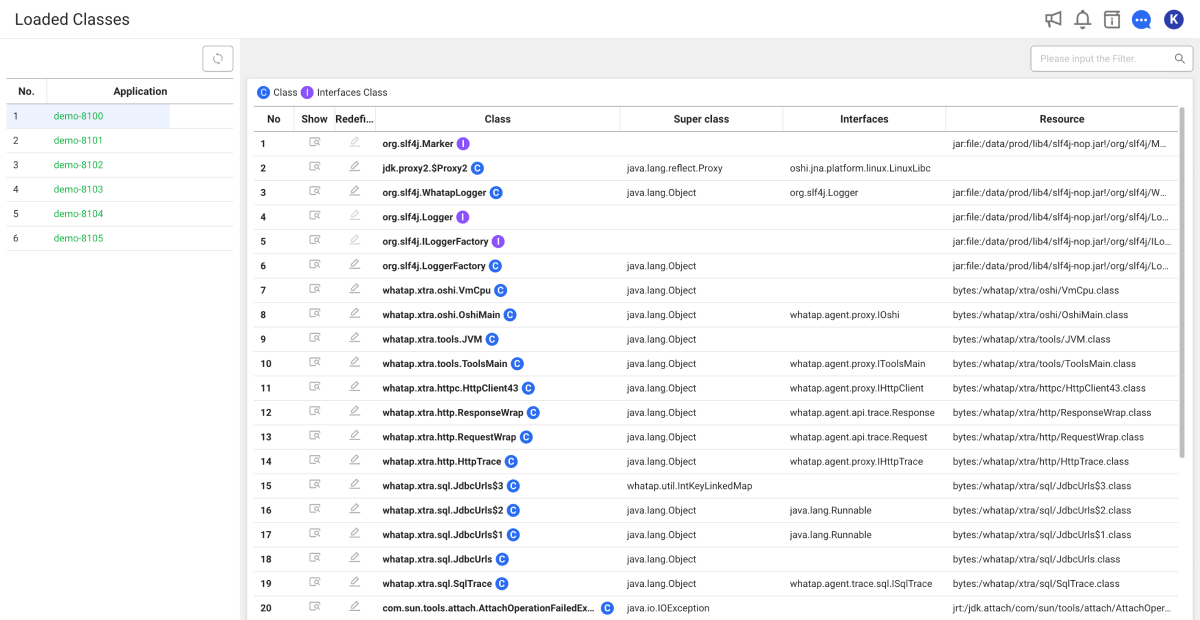 Loaded Classes
K
Please input the Filter.
No. Application
1 demo-8100
2 demo-8101
3 demo-8102
4 demo-8103
5 demo-8104
6 demo-8105
C Class I Interfaces Class
No Show Redefi... Class Super class Interfaces Resource
1 org.slf4j.Marker I jar:file:/data/prod/lib4/slf4j-nop.jar!/org/slf4j/M...
2 jdk.proxy2.$Proxy2 C java.lang.reflect.Proxy oshi.jna.platform.linux.LinuxLibc
3 org.slf4j.WhatapLogger C java.lang.Object org.slf4j.Logger jar:file:/data/prod/lib4/slf4j-nop.jar!/org/slf4j/W...
4 org.slf4j.Logger I jar:file:/data/prod/lib4/slf4j-nop.jar!/org/slf4j/Lo...
5 org.slf4j.ILoggerFactory I jar:file:/data/prod/lib4/slf4j-nop.jar!/org/slf4j/ILo...
6 org.slf4j.LoggerFactory C java.lang.Object jar:file:/data/prod/lib4/slf4j-nop.jar!/org/slf4j/Lo...
7 whatap.xtra.oshi.VmCpu C java.lang.Object bytes:/whatap/xtra/oshi/VmCpu.class
8 whatap.xtra.oshi.OshiMain C java.lang.Object whatap.agent.proxy.IOshi bytes:/whatap/xtra/oshi/OshiMain.class
9 whatap.xtra.tools.JVM C java.lang.Object bytes:/whatap/xtra/tools/JVM.class
10 whatap.xtra.tools.ToolsMain C java.lang.Object whatap.agent.proxy.IToolsMain bytes:/whatap/xtra/tools/ToolsMain.class
11 whatap.xtra.httpc.HttpClient43 C java.lang.Object whatap.agent.proxy.IHttpClient bytes:/whatap/xtra/httpc/HttpClient43.class
12 whatap.xtra.http.ResponseWrap C java.lang.Object whatap.agent.api.trace.Response bytes:/whatap/xtra/http/ResponseWrap.class
13 whatap.xtra.http.RequestWrap C java.lang.Object whatap.agent.api.trace.Request bytes:/whatap/xtra/http/RequestWrap.class
14 whatap.xtra.http.HttpTrace C java.lang.Object whatap.agent.proxy.IHttpTrace bytes:/whatap/xtra/http/HttpTrace.class
15 whatap.xtra.sql.JdbcUrls$3 C whatap.util.IntKeyLinkedMap bytes:/whatap/xtra/sql/JdbcUrls$3.class
16 whatap.xtra.sql.JdbcUrls$2 C java.lang.Object java.lang.Runnable bytes:/whatap/xtra/sql/JdbcUrls$2.class
17 whatap.xtra.sql.JdbcUrls$1 C java.lang.Object java.lang.Runnable bytes:/whatap/xtra/sql/JdbcUrls$1.class
18 whatap.xtra.sql.JdbcUrls C java.lang.Object bytes:/whatap/xtra/sql/JdbcUrls.class
19 whatap.xtra.sql.SqlTrace C java.lang.Object whatap.agent.trace.sql.ISqlTrace bytes:/whatap/xtra/sql/SqlTrace.class
20 com.sun.tools.attach.AttachOperationFailedEx... C java.io.IOException jrt:/jdk.attach/com/sun/tools/attach/AttachOper...